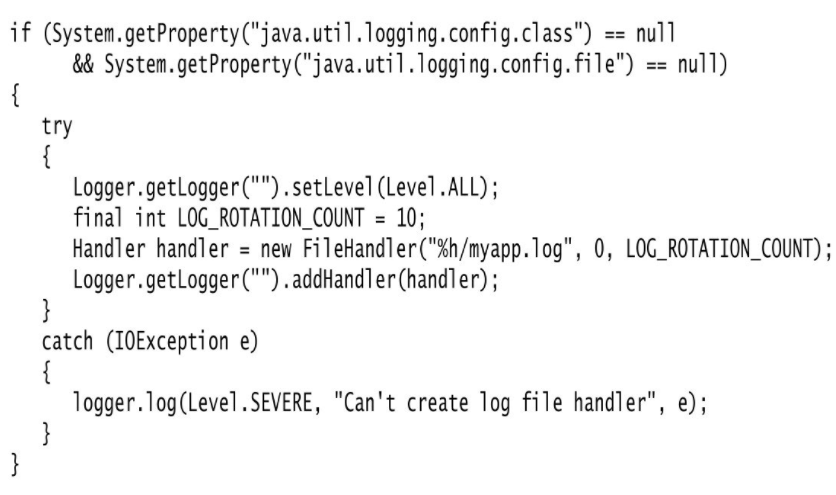 if (System.getProperty("java.util.logging.config.class") == null
      && System.getProperty("java.util.logging.config.file") == null)
{
   try
   {
      Logger.getLogger("").setLevel(Level.ALL);
      final int LOG_ROTATION_COUNT = 10;
      Handler handler = new FileHandler("%h/myapp.log", 0, LOG_ROTATION_COUNT);
      Logger.getLogger("").addHandler(handler);
   }
   catch (IOException e)
   {
      logger.log(Level.SEVERE, "Can't create log file handler", e);
   }
}